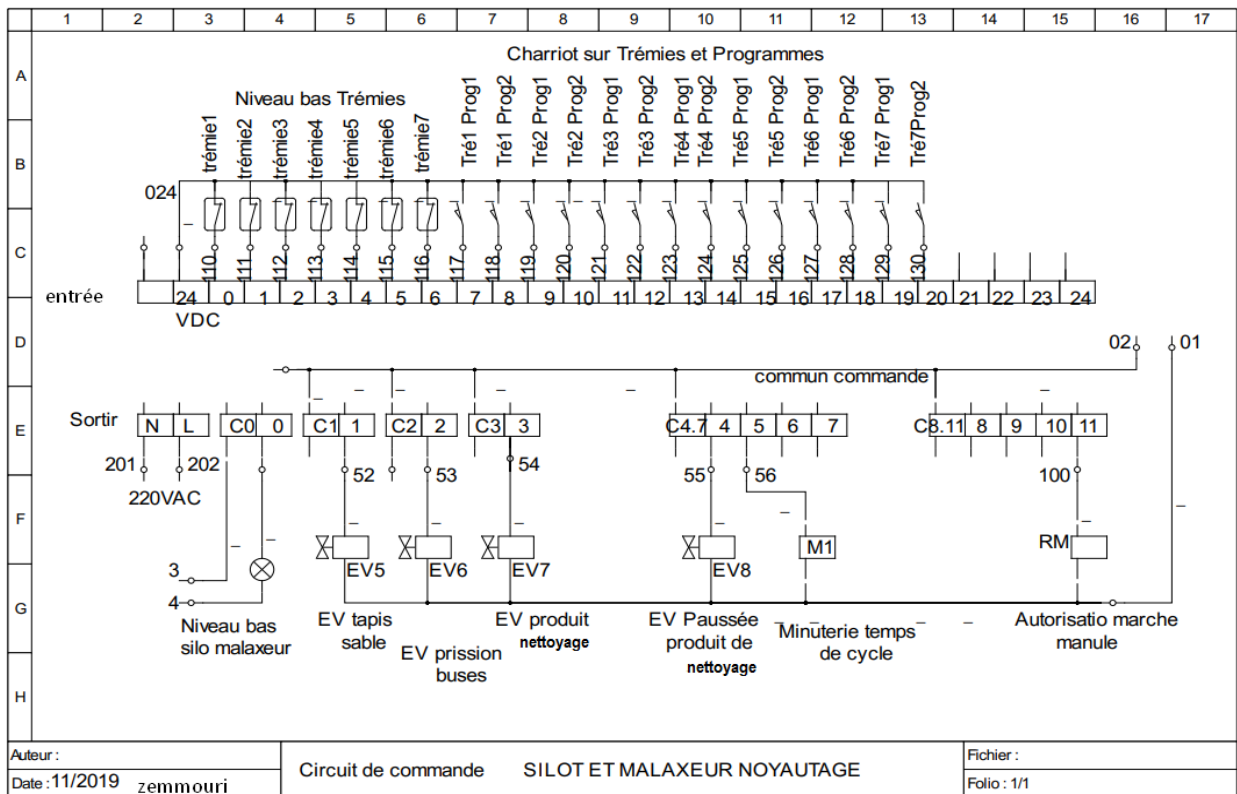 1 2 3 4 5 6 7 8 9 10 11 12 13 14 15 16 17
A
Charriot sur Trémies et Programmes
Niveau bas Trémies
B
trémie1 trémie2 trémie3 trémie4 trémie5 trémie6 trémie7 Tré1 Prog1 Tré1 Prog2 Tré2 Prog1 Tré2 Prog2 Tré3 Prog1 Tré3 Prog2 Tré4 Prog1 Tré4 Prog2 Tré5 Prog1 Tré5 Prog2 Tré6 Prog1 Tré6 Prog2 Tré7 Prog1 Tré7Prog2
024
C
110 111 112 113 114 115 116 117 118 119 120 121 122 123 124 125 126 127 128 129 130
entrée 24 0 1 2 3 4 5 6 7 8 9 10 11 12 13 14 15 16 17 18 19 20 21 22 23 24
VDC
D
02 01
commun commande
E
Sortir N L C0 0 C1 1 C2 2 C3 3 C4.7 4 5 6 7 C8.11 8 9 10 11
201 202 52 53 54 55 56 100
220VAC
F
M1 RM
3 EV5 EV6 EV7 EV8
G
4
Niveau bas
silo malaxeur
EV tapis
sable
EV prission
buses
EV produit
nettoyage
EV Paussée
produit de
nettoyage
Minuterie temps
de cycle
Autorisatio marche
manule
H
Auteur :
Date : 11/2019 zemmouri
Circuit de commande SILOT ET MALAXEUR NOYAUTAGE
Fichier :
Folio : 1/1